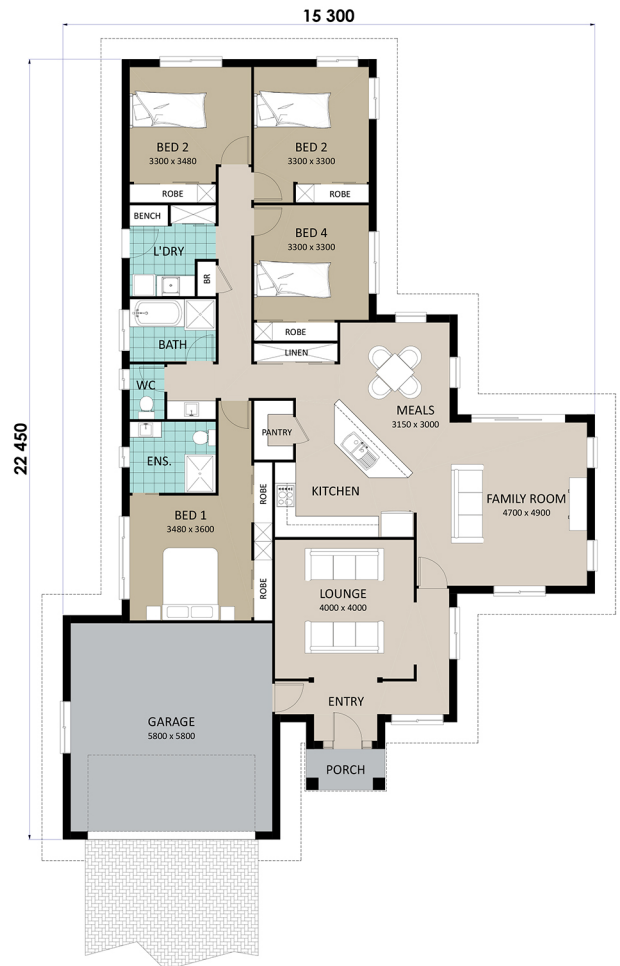 15 300
22 450
BED 2
3300 x 3480
BED 2
3300 x 3300
ROBE
ROBE
BENCH
L'DRY
BR
BED 4
3300 x 3300
ROBE
LINEN
BATH
WC
MEALS
3150 x 3000
PANTRY
ENS.
KITCHEN
ROBE
FAMILY ROOM
4700 x 4900
BED 1
3480 x 3600
ROBE
LOUNGE
4000 x 4000
ENTRY
GARAGE
5800 x 5800
PORCH